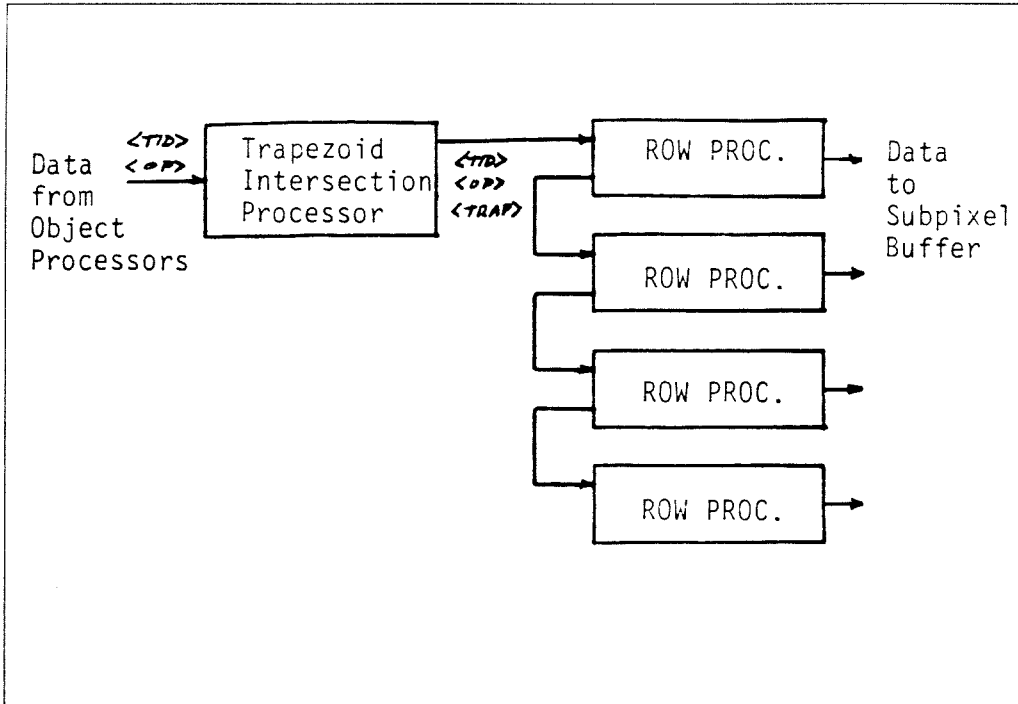 <TID>
<OP>
Data
from
Object
Processors
Trapezoid
Intersection
Processor
<TID>
<OP>
<TRAP>
ROW PROC.
ROW PROC.
ROW PROC.
ROW PROC.
Data
to
Subpixel
Buffer